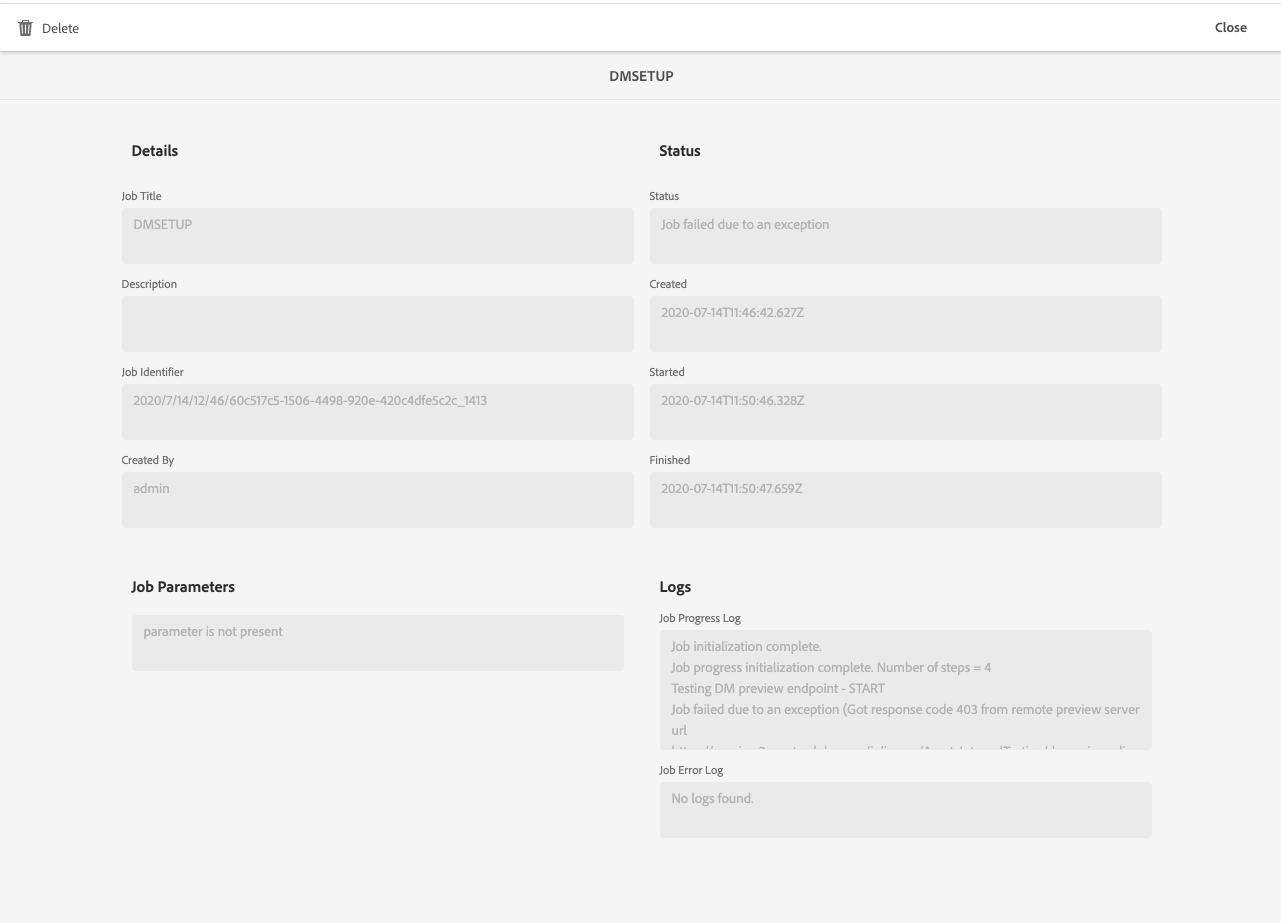 Delete
Close
DMSETUP
Details
Job Title
DMSETUP
Description
Job Identifier
2020/7/14/12/46/60c517c5-1506-4498-920e-420c4dfe5c2c_1413
Created By
admin
Status
Status
Job failed due to an exception
Created
2020-07-14T11:46:42.627Z
Started
2020-07-14T11:50:46.328Z
Finished
2020-07-14T11:50:47.659Z
Job Parameters
parameter is not present
Logs
Job Progress Log
Job initialization complete.
Job progress initialization complete. Number of steps = 4
Testing DM preview endpoint - START
Job failed due to an exception (Got response code 403 from remote preview server
url
Job Error Log
No logs found.